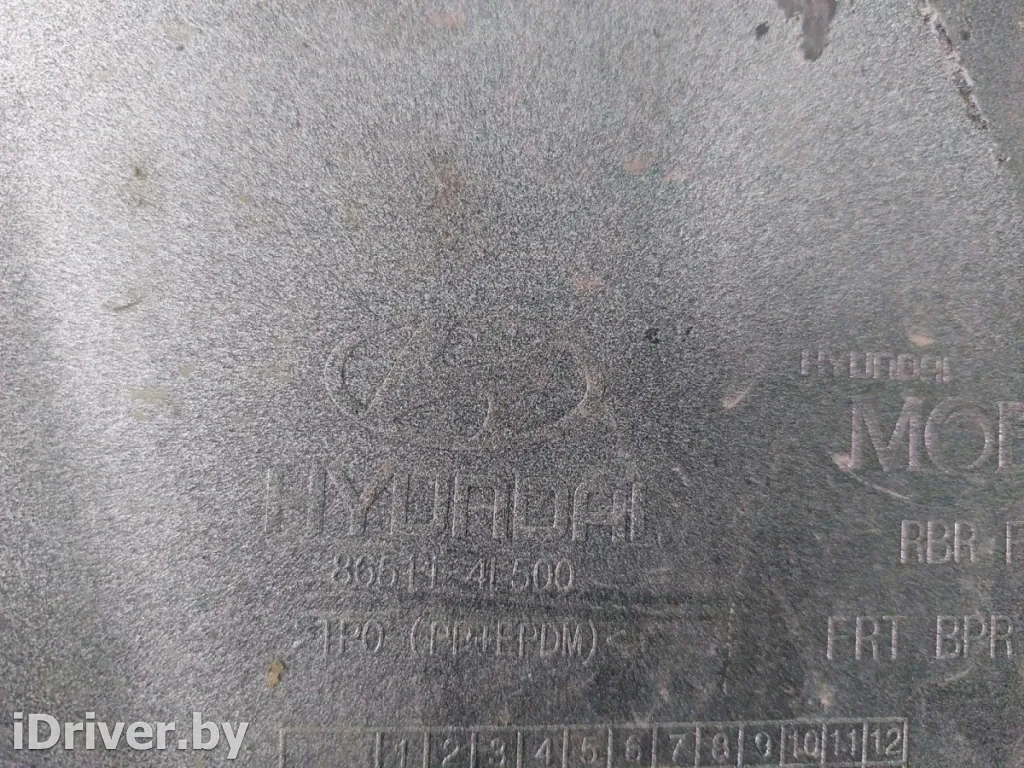 HYUNDAI
MOB
HYUNDAI
RBR F
86511-4L500
FRT BPR
>TPO (PP+EPDM)<
1 2 3 4 5 6 7 8 9 10 11 12
iDriver.by